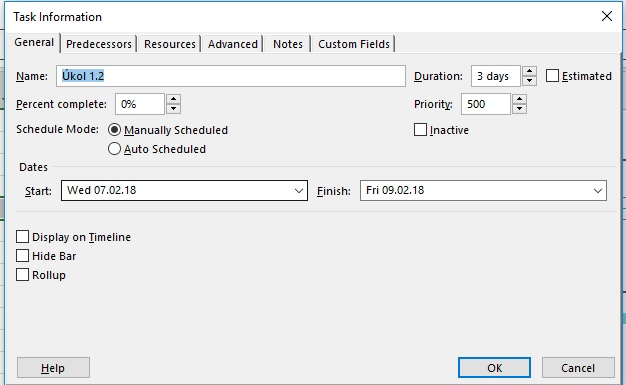 Task Information
General Predecessors Resources Advanced Notes Custom Fields
Name: Úkol 1.2 Duration: 3 days Estimated
Percent complete: 0% Priority: 500
Schedule Mode: Manually Scheduled Inactive
Auto Scheduled
Dates
Start: Wed 07.02.18 Finish: Fri 09.02.18
Display on Timeline
Hide Bar
Rollup
Help OK Cancel